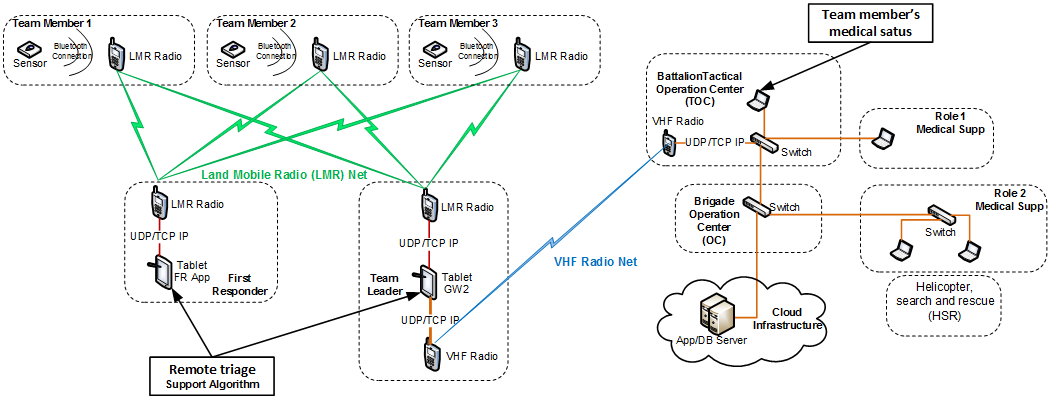 Team Member 1
Bluetooth
Connection
Sensor
LMR Radio
Team Member 2
Bluetooth
Connection
Sensor
LMR Radio
Team Member 3
Bluetooth
Connection
Sensor
LMR Radio
Team member's
medical satus
BattalionTactical
Operation Center
(TOC)
VHF Radio
UDP/TCP IP
Switch
Role 1
Medical Supp
Land Mobile Radio (LMR) Net
LMR Radio
UDP/TCP IP
Tablet
FR App
First
Responder
LMR Radio
UDP/TCP IP
Team
Leader
Tablet
GW2
UDP/TCP IP
VHF Radio
VHF Radio Net
Brigade
Operation
Center
(OC)
Switch
Role 2
Medical Supp
Switch
Helicopter,
search and rescue
(HSR)
Cloud
Infrastructure
App/DB Server
Remote triage
Support Algorithm